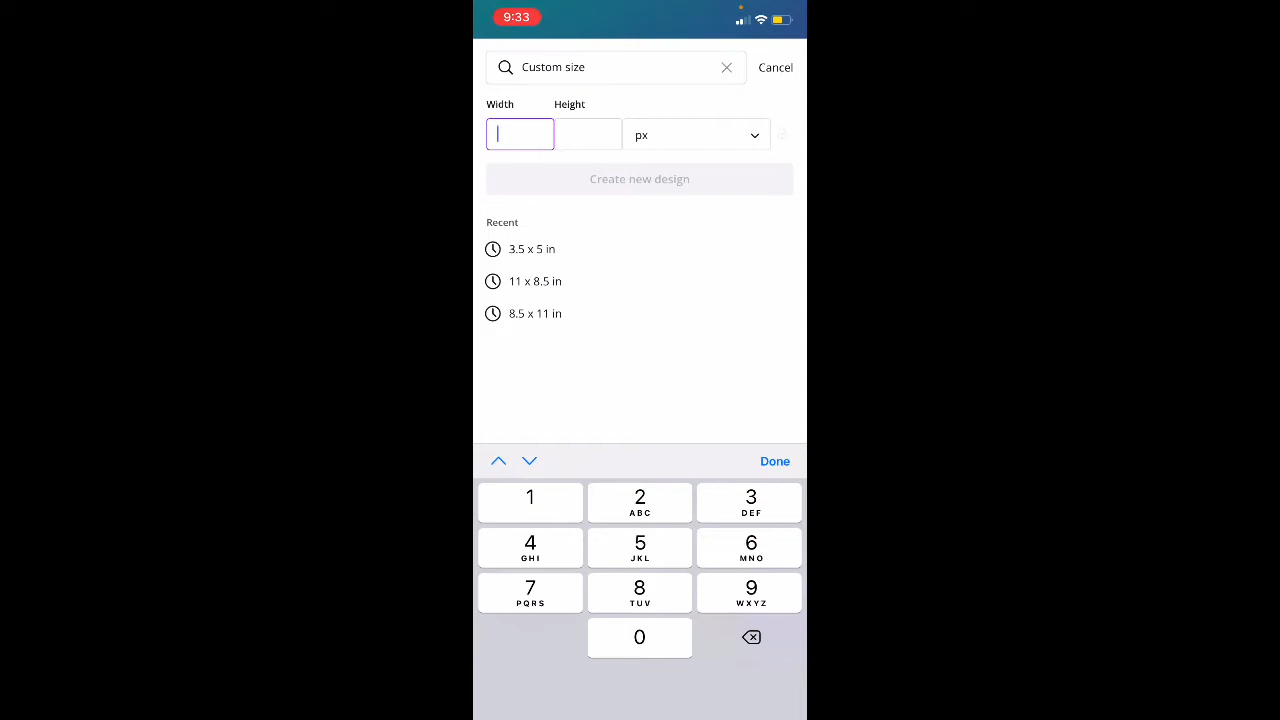 9:33
Custom size
Cancel
Width Height
px
Create new design
Recent
3.5 x 5 in
11 x 8.5 in
8.5 x 11 in
Done
1 2 3
ABC DEF
4 5 6
GHI JKL MNO
7 8 9
PQRS TUV WXYZ
0